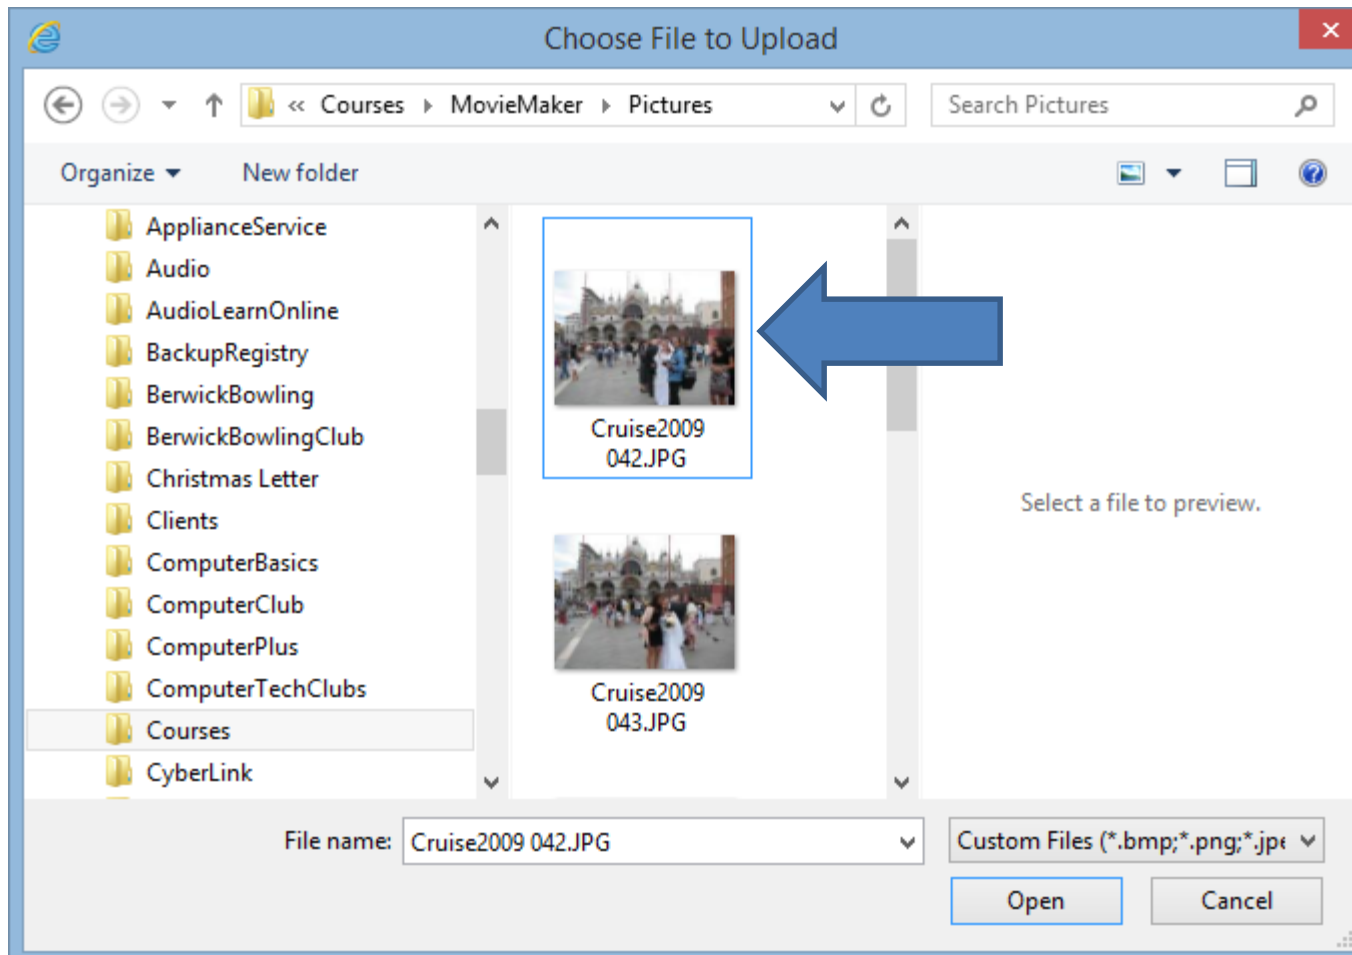 Choose File to Upload
« Courses MovieMaker Pictures
Search Pictures
Organize
New folder
ApplianceService
Audio
AudioLearnOnline
BackupRegistry
BerwickBowling
BerwickBowlingClub
Christmas Letter
Clients
ComputerBasics
ComputerClub
ComputerPlus
ComputerTechClubs
Courses
CyberLink
Cruise2009
042.JPG
Cruise2009
043.JPG
Select a file to preview.
File name: Cruise2009 042.JPG
Custom Files (*.bmp;*.png;*.jpe
Open
Cancel